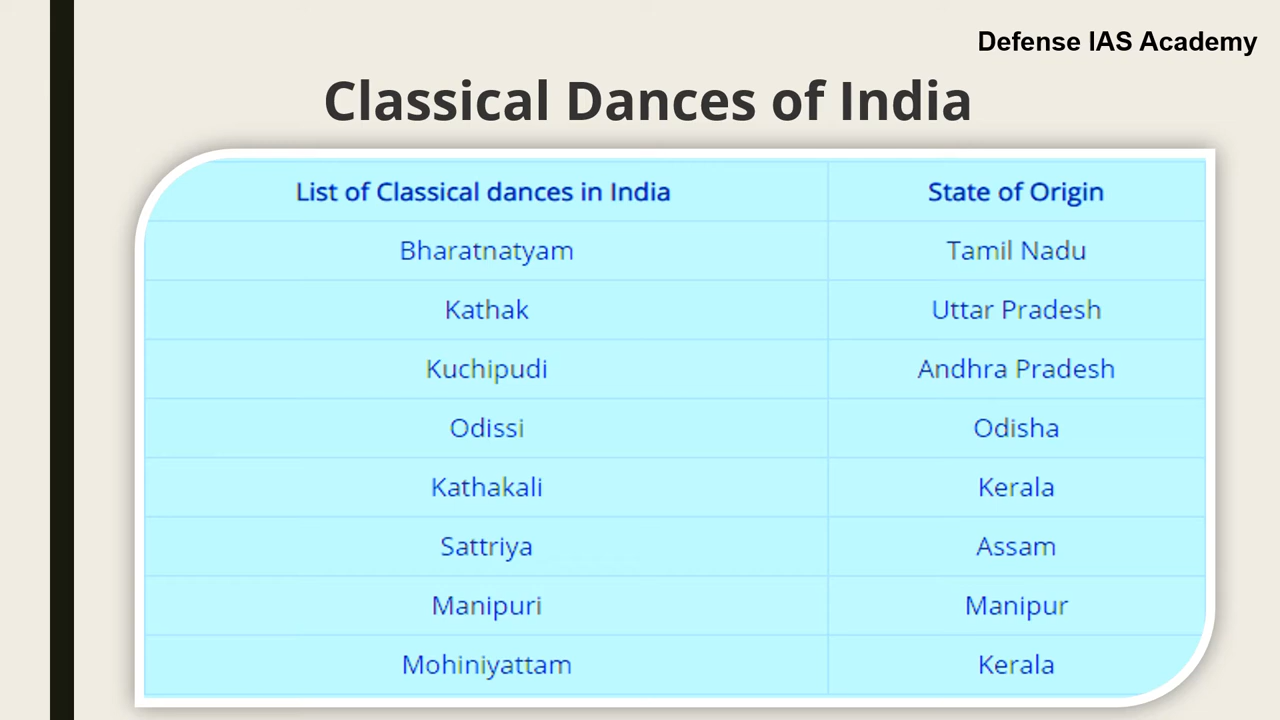 Defense IAS Academy
Classical Dances of India
List of Classical dances in India State of Origin
Bharatnatyam Tamil Nadu
Kathak Uttar Pradesh
Kuchipudi Andhra Pradesh
Odissi Odisha
Kathakali Kerala
Sattriya Assam
Manipuri Manipur
Mohiniyattam Kerala